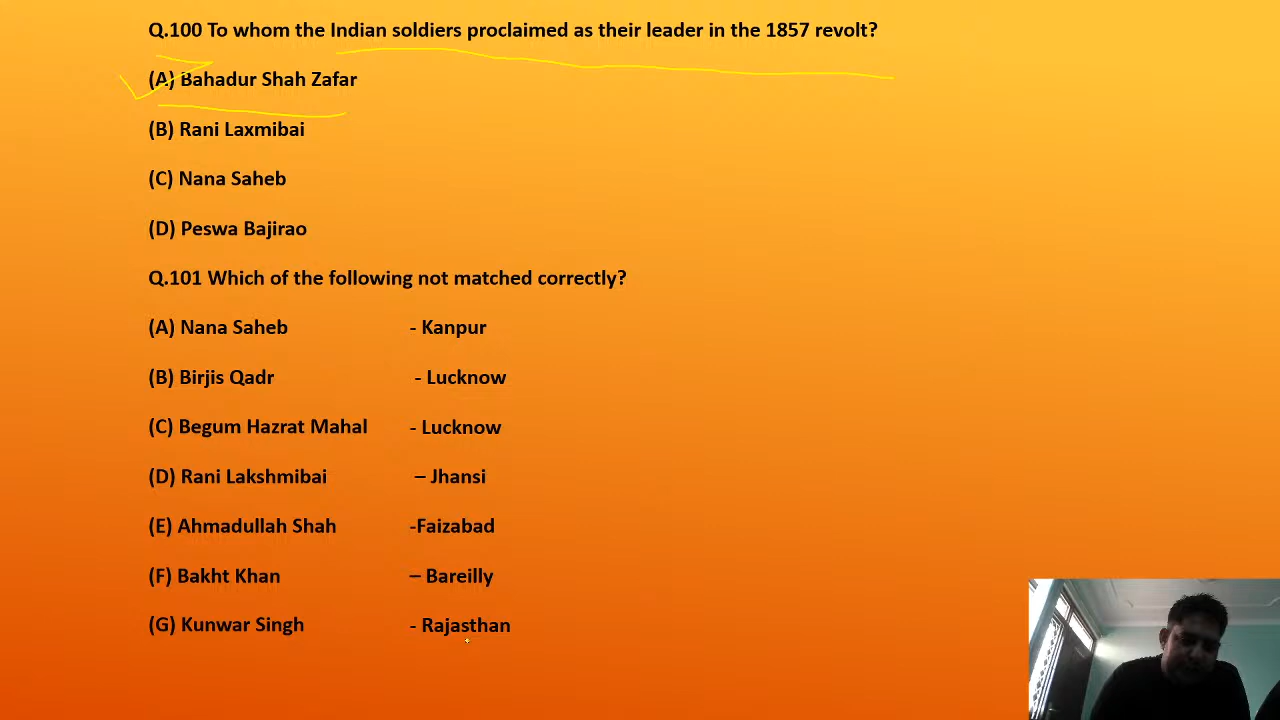 Q.100 To whom the Indian soldiers proclaimed as their leader in the 1857 revolt?
(A) Bahadur Shah Zafar
(B) Rani Laxmibai
(C) Nana Saheb
(D) Peswa Bajirao
Q.101 Which of the following not matched correctly?
(A) Nana Saheb - Kanpur
(B) Birjis Qadr - Lucknow
(C) Begum Hazrat Mahal - Lucknow
(D) Rani Lakshmibai – Jhansi
(E) Ahmadullah Shah -Faizabad
(F) Bakht Khan – Bareilly
(G) Kunwar Singh - Rajasthan